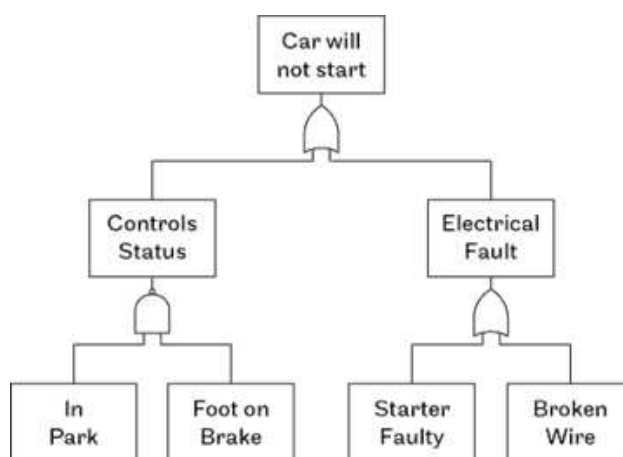 Car will
not start
Controls
Status
Electrical
Fault
In
Park
Foot on
Brake
Starter
Faulty
Broken
Wire